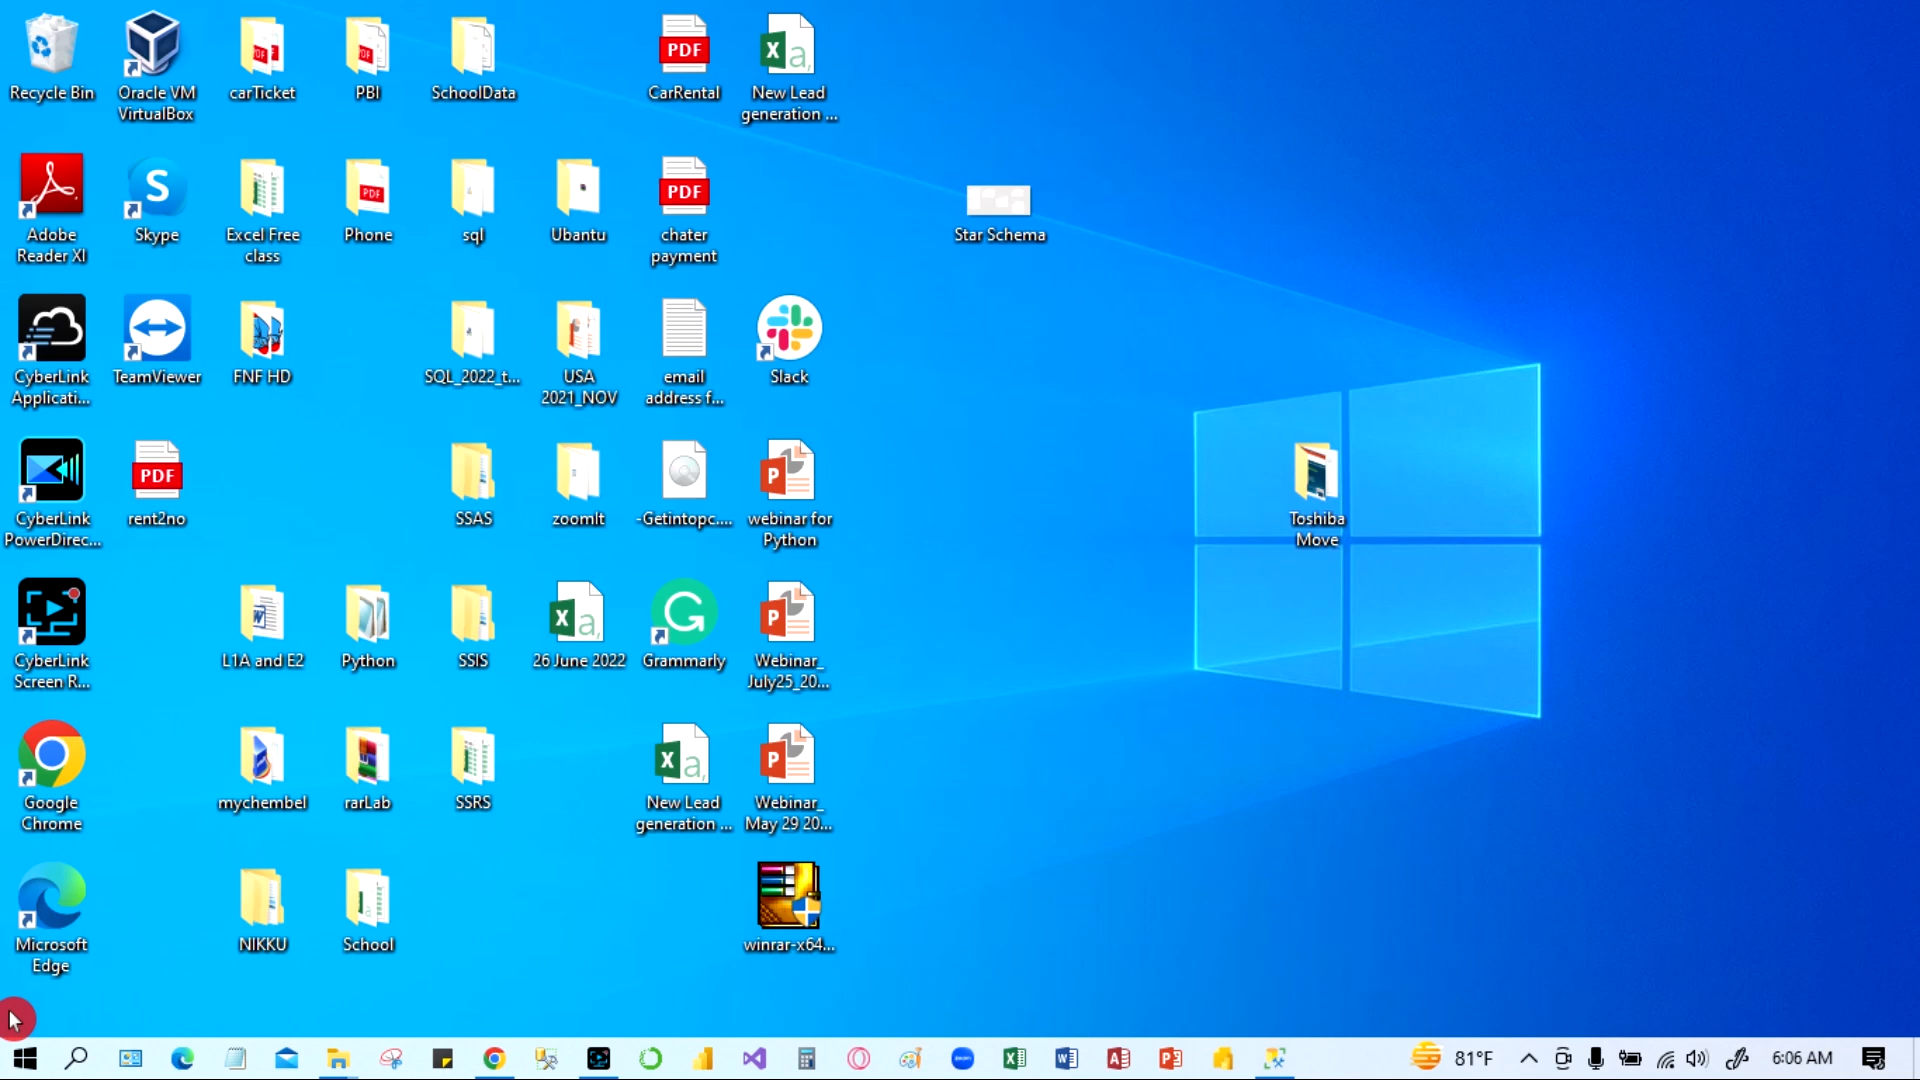 Recycle Bin
Oracle VM
VirtualBox
carTicket
PBI
SchoolData
PDF
CarRental
New Lead
generation ...
Adobe
Reader XI
Skype
Excel Free
class
PDF
Phone
sql
Ubantu
PDF
chater
payment
Star Schema
CyberLink
Applicati...
TeamViewer
FNF HD
SQL_2022_t...
USA
2021_NOV
email
address f...
Slack
CyberLink
PowerDirec...
PDF
rent2no
SSAS
zoomIt
-Getintopc....
webinar for
Python
Toshiba
Move
CyberLink
Screen R...
L1A and E2
Python
SSIS
26 June 2022
Grammarly
Webinar_
July25_20...
Google
Chrome
mychembel
rarLab
SSRS
New Lead
generation ...
Webinar_
May 29 20...
Microsoft
Edge
NIKKU
School
winrar-x64...
81°F
6:06 AM